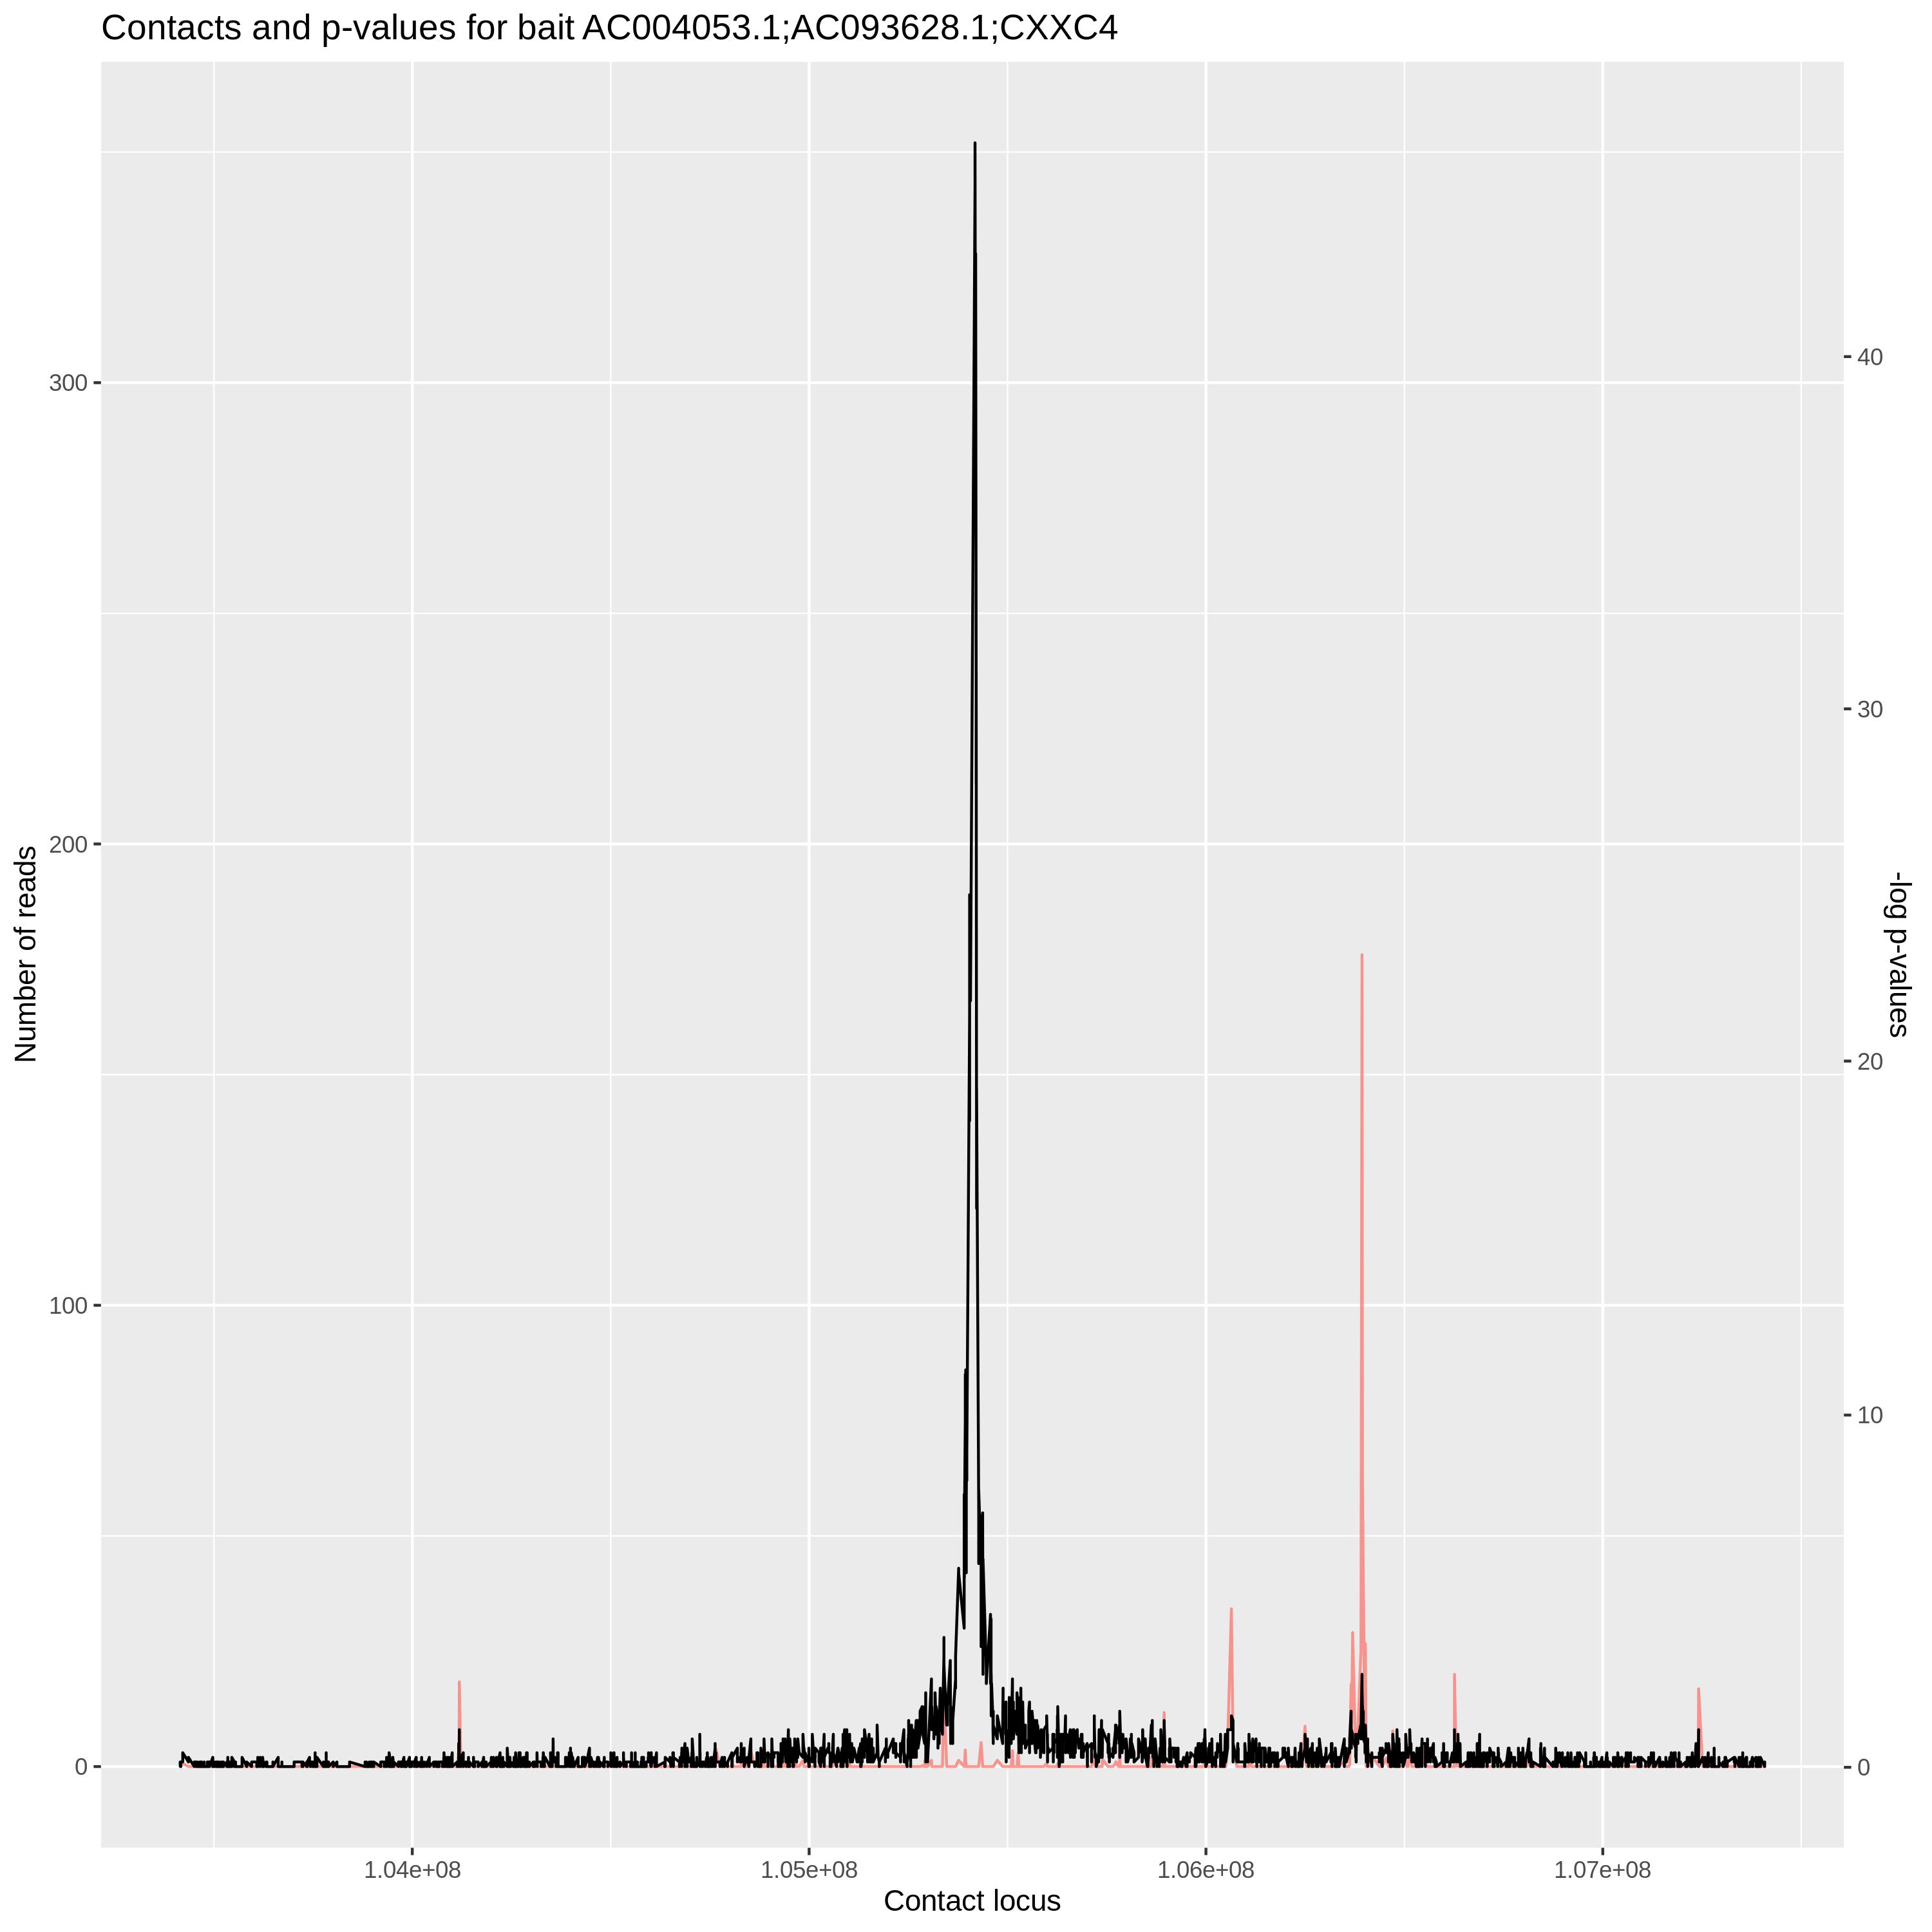 Contacts and p-values for bait AC004053.1;AC093628.1;CXXC4
300
200
100
0
Number of reads
40
30
20
10
0
-log p-values
1.04e+08 1.05e+08 1.06e+08 1.07e+08
Contact locus